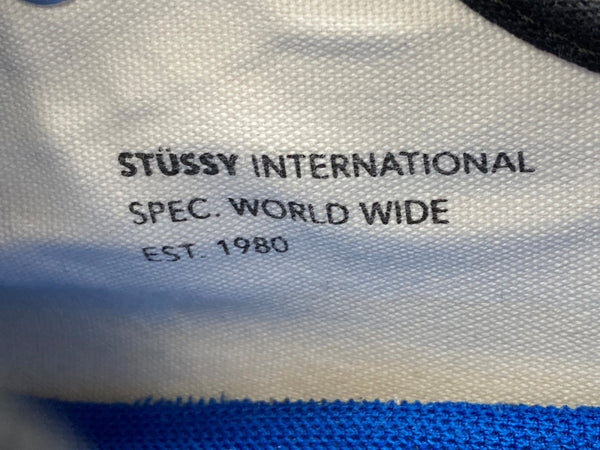 STÜSSY INTERNATIONAL
SPEC. WORLD WIDE
EST. 1980